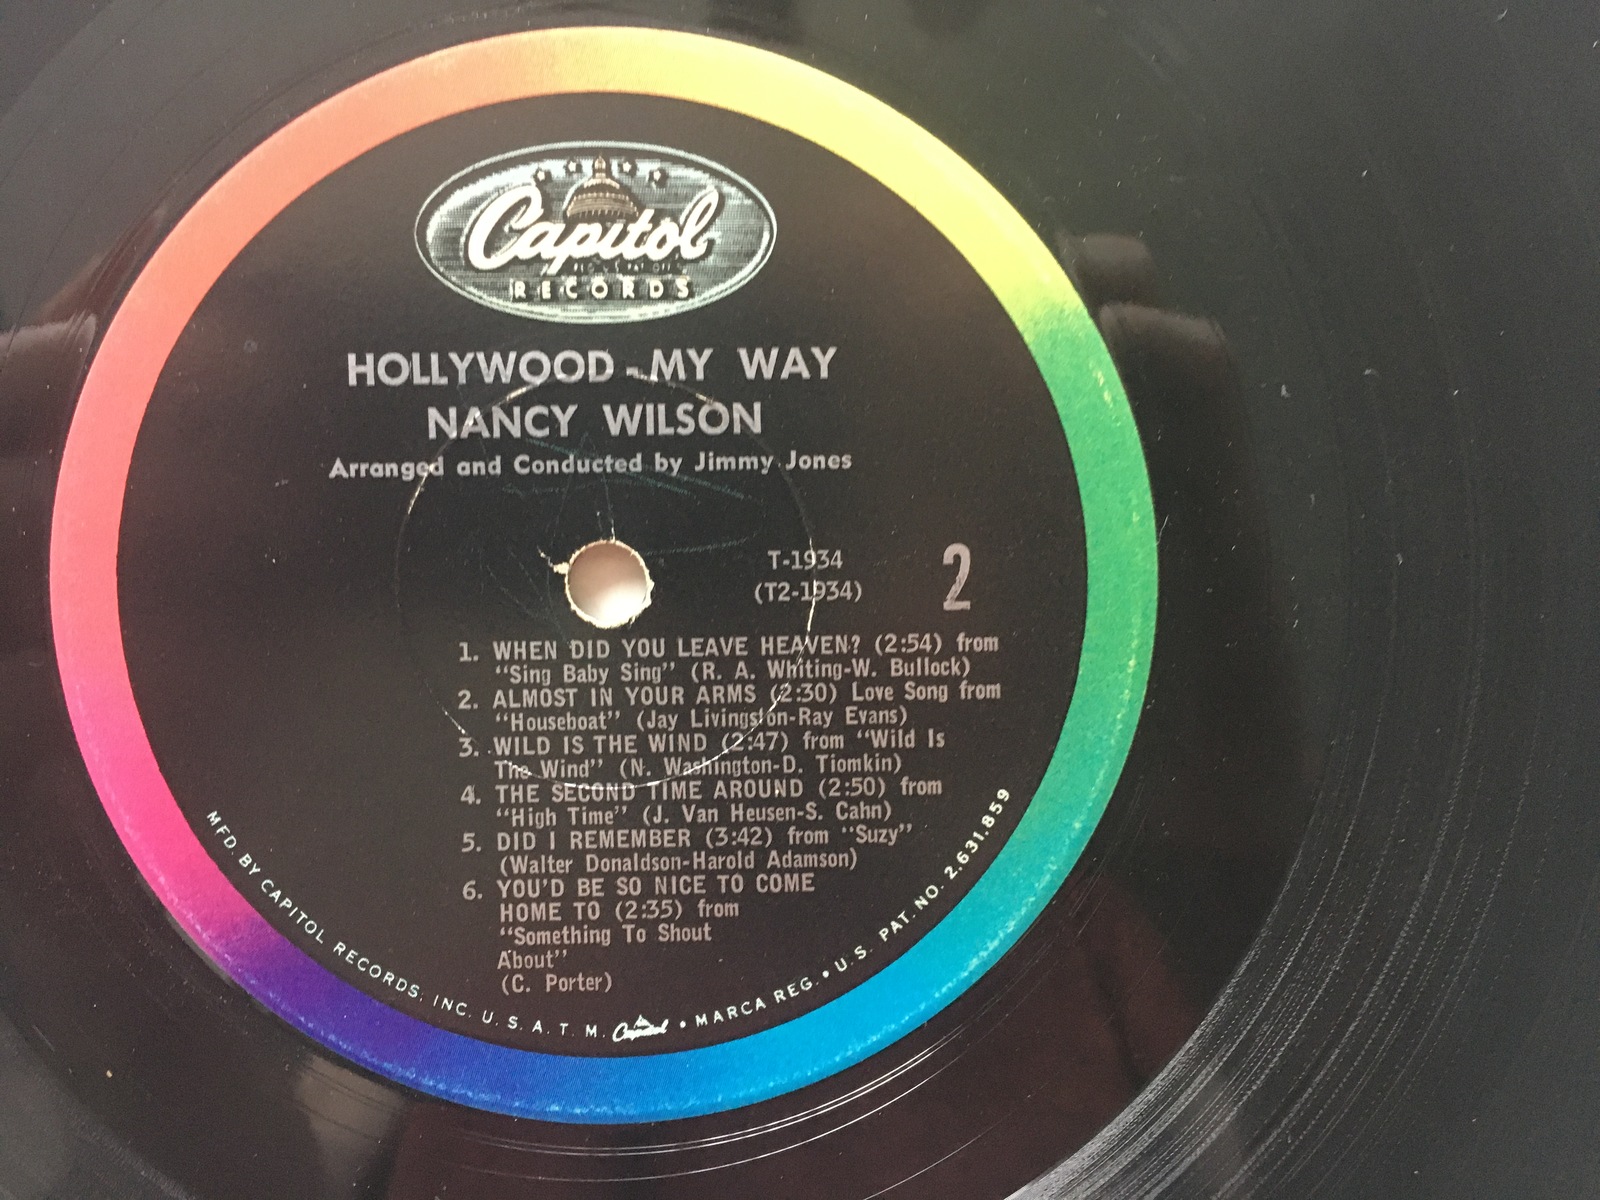 Capitol
RECORDS
HOLLYWOOD - MY WAY
NANCY WILSON
Arranged and Conducted by Jimmy Jones
T-1934
(T2-1934)
2
1. WHEN DID YOU LEAVE HEAVEN? (2:54) from
"Sing Baby Sing" (R. A. Whiting-W. Bullock)
2. ALMOST IN YOUR ARMS (2:30) Love Song from
"Houseboat" (Jay Livingston-Ray Evans)
3. WILD IS THE WIND (2:47) from "Wild Is
The Wind" (N. Washington-D. Tiomkin)
4. THE SECOND TIME AROUND (2:50) from
"High Time" (J. Van Heusen-S. Cahn)
5. DID I REMEMBER (3:42) from "Suzy"
(Walter Donaldson-Harold Adamson)
6. YOU'D BE SO NICE TO COME
HOME TO (2:35) from
"Something To Shout
About"
(C. Porter)
MFD. BY CAPITOL RECORDS, INC. U. S. A. T. M. Capitol • MARCA REG. • U.S. PAT. NO. 2,631,859